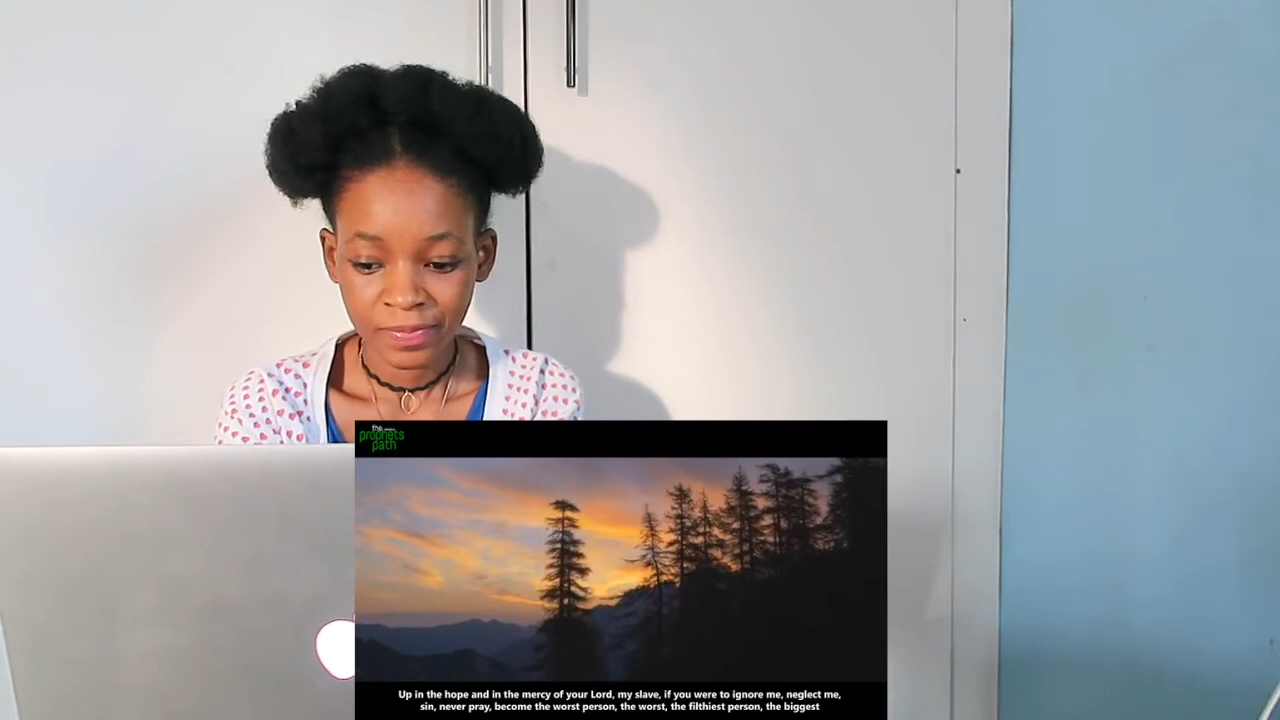 the
prophets
path
Up in the hope and in the mercy of your Lord, my slave, if you were to ignore me, neglect me,
sin, never pray, become the worst person, the worst, the filthiest person, the biggest